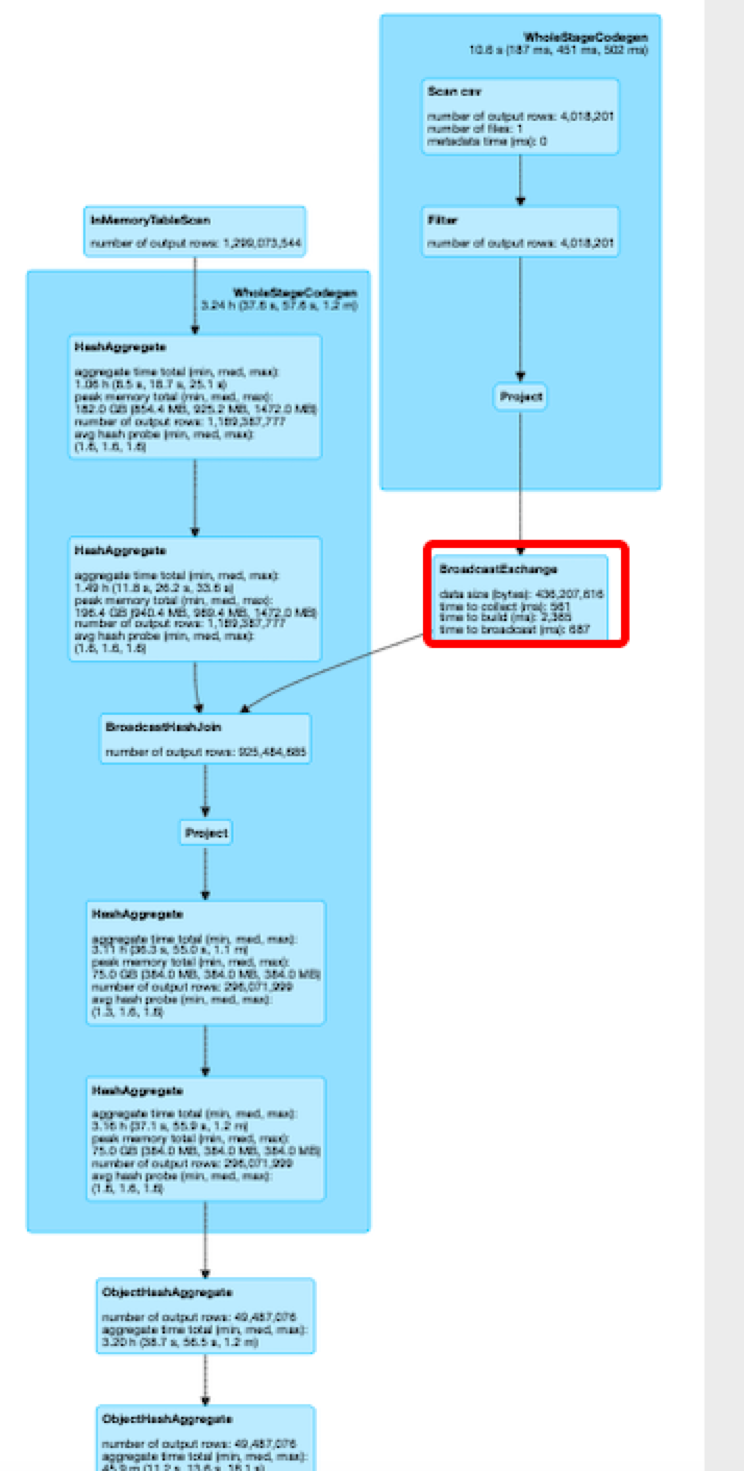 WholeStageCodegen
10.6 s (187 ms, 451 ms, 502 ms)
Scan csv
number of output rows: 4,018,201
number of files: 1
metadata time (ms): 0
Filter
number of output rows: 4,018,201
Project
BroadcastExchange
data size (bytes): 436,207,616
time to collect (ms): 561
time to build (ms): 2,385
time to broadcast (ms): 687
InMemoryTableScan
number of output rows: 1,299,073,544
WholeStageCodegen
3.24 h (37.6 s, 57.6 s, 1.2 m)
HashAggregate
aggregate time total (min, med, max):
1.06 h (8.5 s, 18.7 s, 25.1 s)
peak memory total (min, med, max):
182.0 GB (854.4 MB, 925.2 MB, 1472.0 MB)
number of output rows: 1,189,387,777
avg hash probe (min, med, max):
(1.6, 1.6, 1.6)
HashAggregate
aggregate time total (min, med, max):
1.49 h (11.8 s, 26.2 s, 33.6 s)
peak memory total (min, med, max):
196.4 GB (940.4 MB, 989.4 MB, 1472.0 MB)
number of output rows: 1,189,387,777
avg hash probe (min, med, max):
(1.6, 1.6, 1.6)
BroadcastHashJoin
number of output rows: 925,484,685
Project
HashAggregate
aggregate time total (min, med, max):
3.11 h (36.3 s, 55.0 s, 1.1 m)
peak memory total (min, med, max):
75.0 GB (384.0 MB, 384.0 MB, 384.0 MB)
number of output rows: 296,071,999
avg hash probe (min, med, max):
(1.3, 1.6, 1.6)
HashAggregate
aggregate time total (min, med, max):
3.16 h (37.1 s, 55.9 s, 1.2 m)
peak memory total (min, med, max):
75.0 GB (384.0 MB, 384.0 MB, 384.0 MB)
number of output rows: 296,071,999
avg hash probe (min, med, max):
(1.6, 1.6, 1.6)
ObjectHashAggregate
number of output rows: 49,487,076
aggregate time total (min, med, max):
3.20 h (38.7 s, 56.5 s, 1.2 m)
ObjectHashAggregate
number of output rows: 49,487,076
aggregate time total (min, med, max):